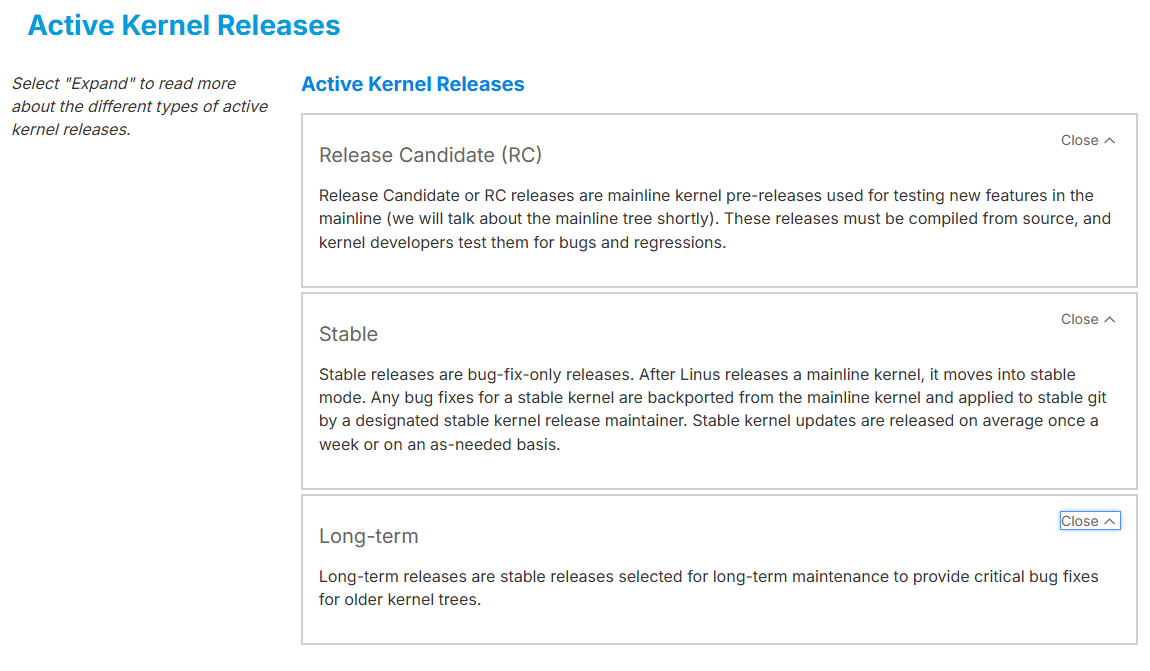 Active Kernel Releases
Select "Expand" to read more
about the different types of active
kernel releases.
Active Kernel Releases
Close
Release Candidate (RC)
Release Candidate or RC releases are mainline kernel pre-releases used for testing new features in the
mainline (we will talk about the mainline tree shortly). These releases must be compiled from source, and
kernel developers test them for bugs and regressions.
Close
Stable
Stable releases are bug-fix-only releases. After Linus releases a mainline kernel, it moves into stable
mode. Any bug fixes for a stable kernel are backported from the mainline kernel and applied to stable git
by a designated stable kernel release maintainer. Stable kernel updates are released on average once a
week or on an as-needed basis.
Close
Long-term
Long-term releases are stable releases selected for long-term maintenance to provide critical bug fixes
for older kernel trees.